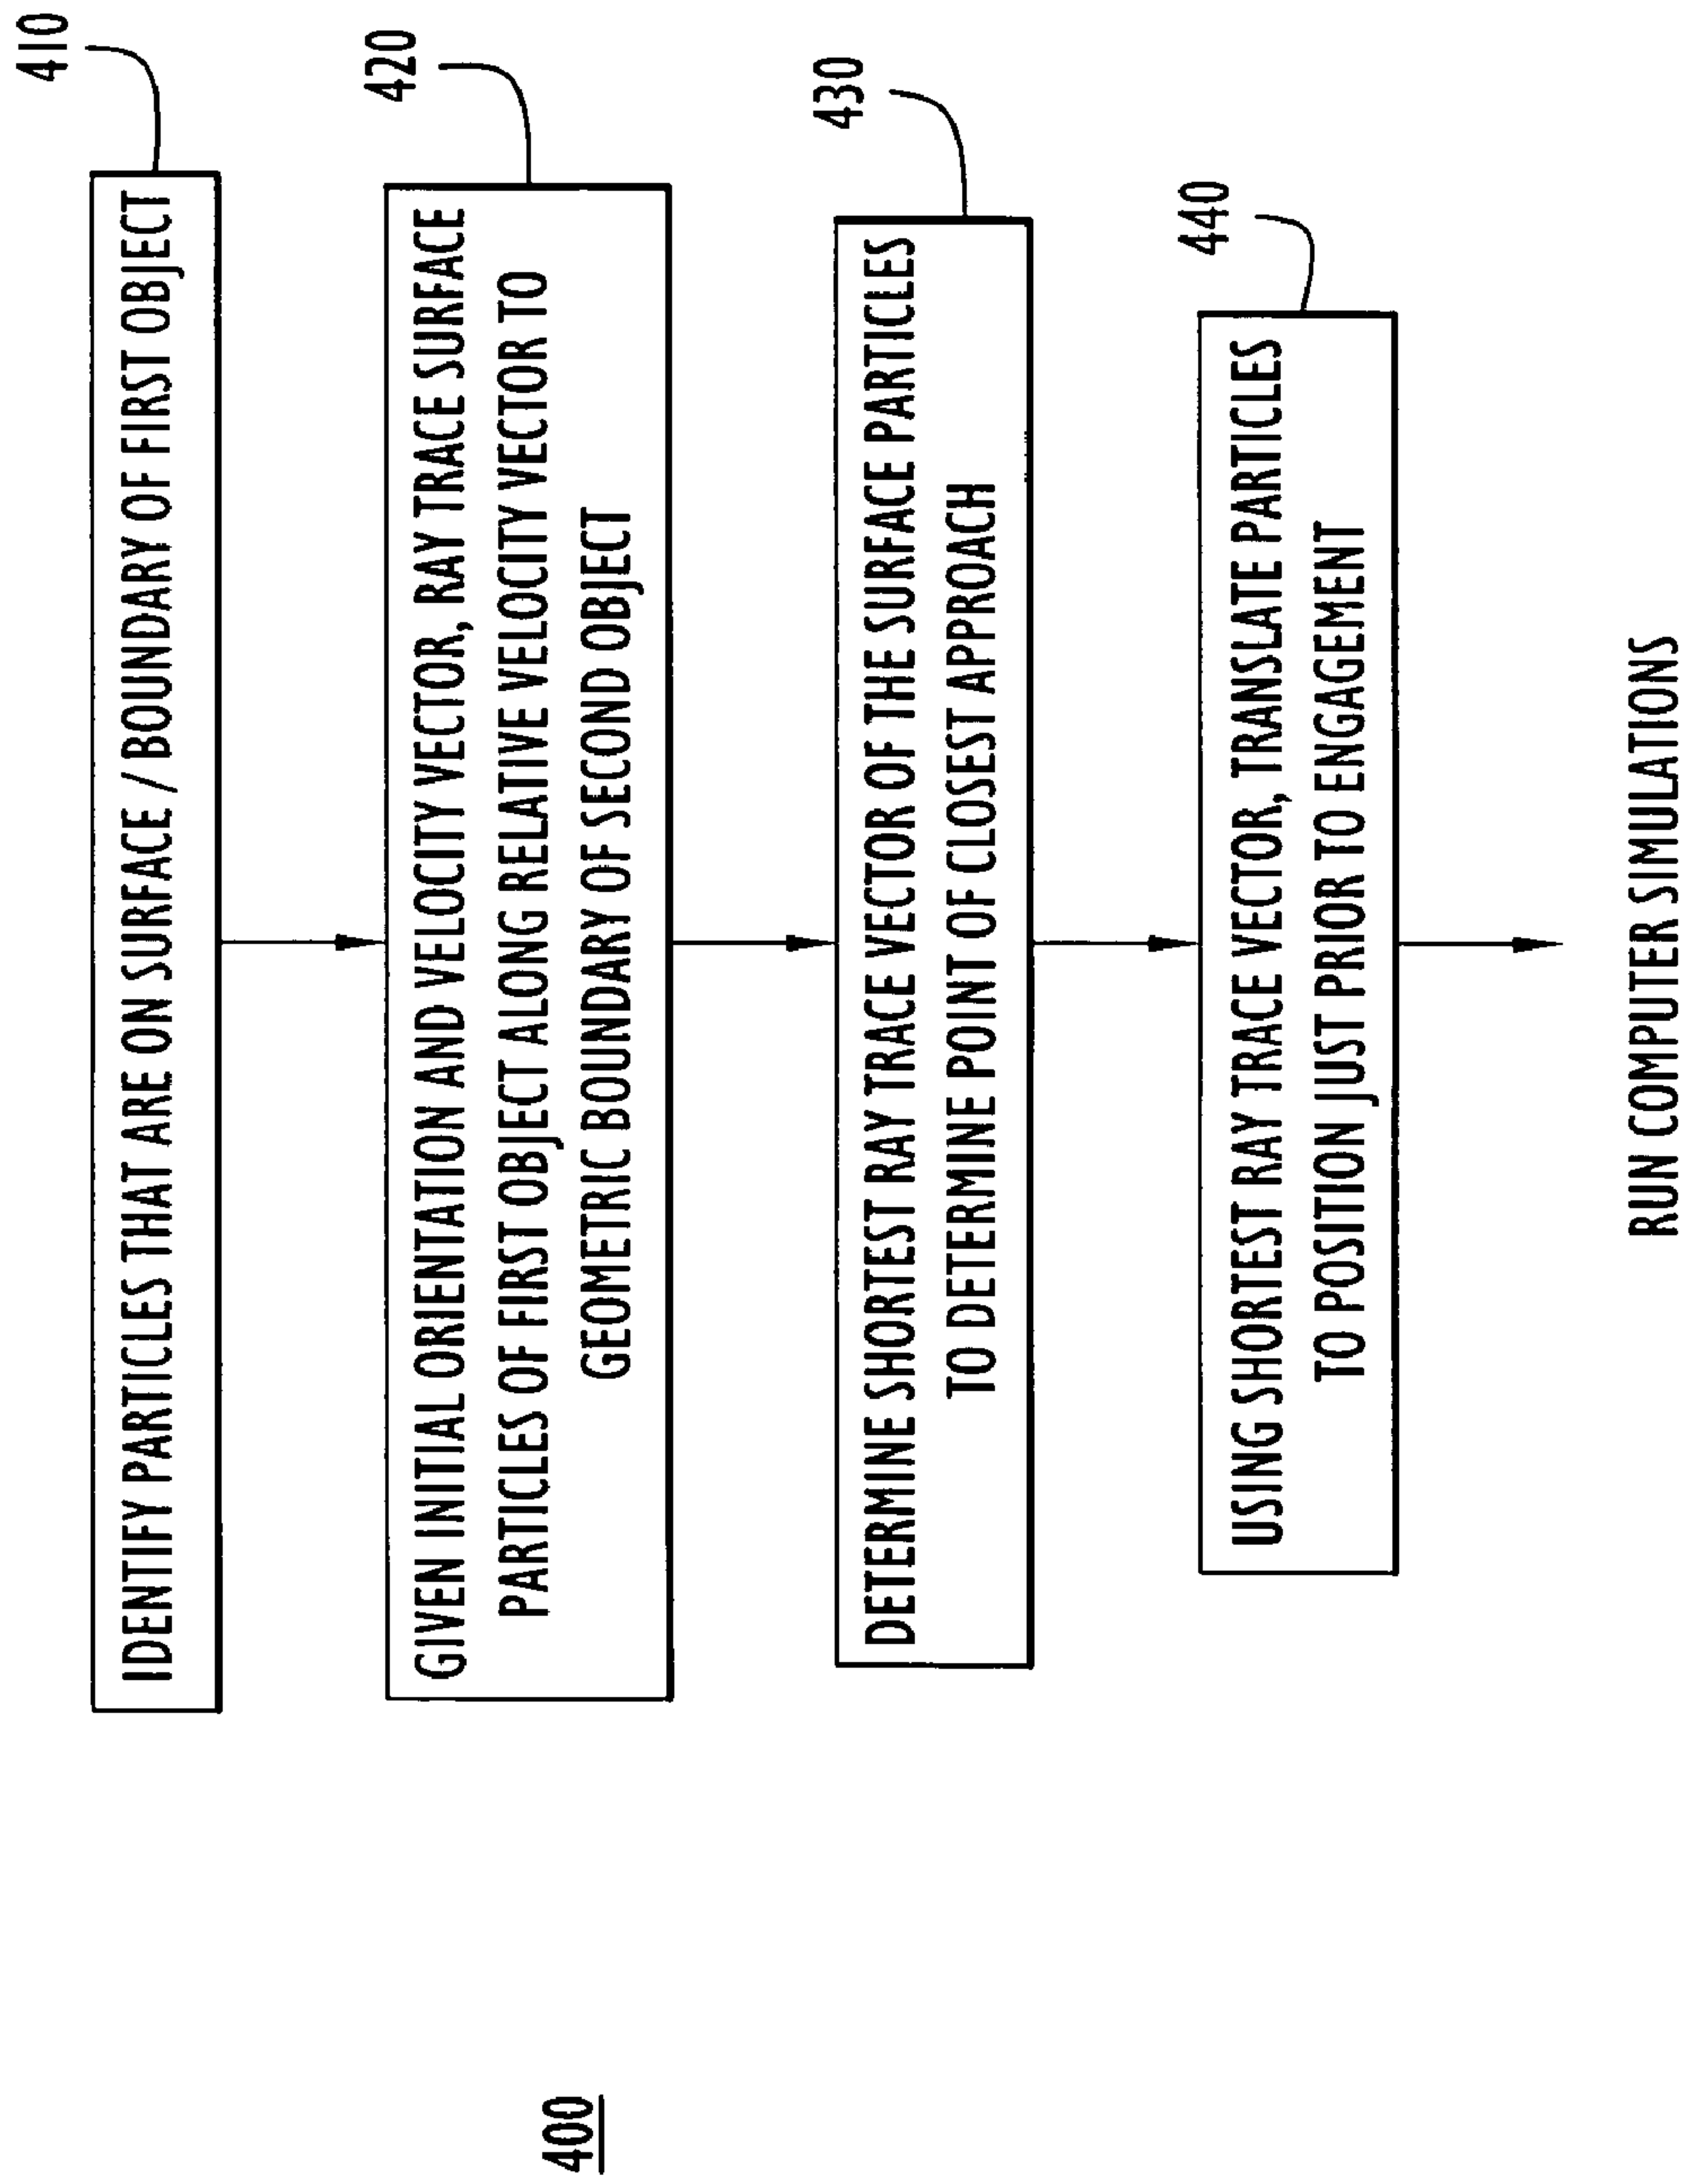 400
410
IDENTIFY PARTICLES THAT ARE ON SURFACE / BOUNDARY OF FIRST OBJECT
420
GIVEN INITIAL ORIENTATION AND VELOCITY VECTOR, RAY TRACE SURFACE
PARTICLES OF FIRST OBJECT ALONG RELATIVE VELOCITY VECTOR TO
GEOMETRIC BOUNDARY OF SECOND OBJECT
430
DETERMINE SHORTEST RAY TRACE VECTOR OF THE SURFACE PARTICLES
TO DETERMINE POINT OF CLOSEST APPROACH
440
USING SHORTEST RAY TRACE VECTOR, TRANSLATE PARTICLES
TO POSITION JUST PRIOR TO ENGAGEMENT
RUN COMPUTER SIMULATIONS